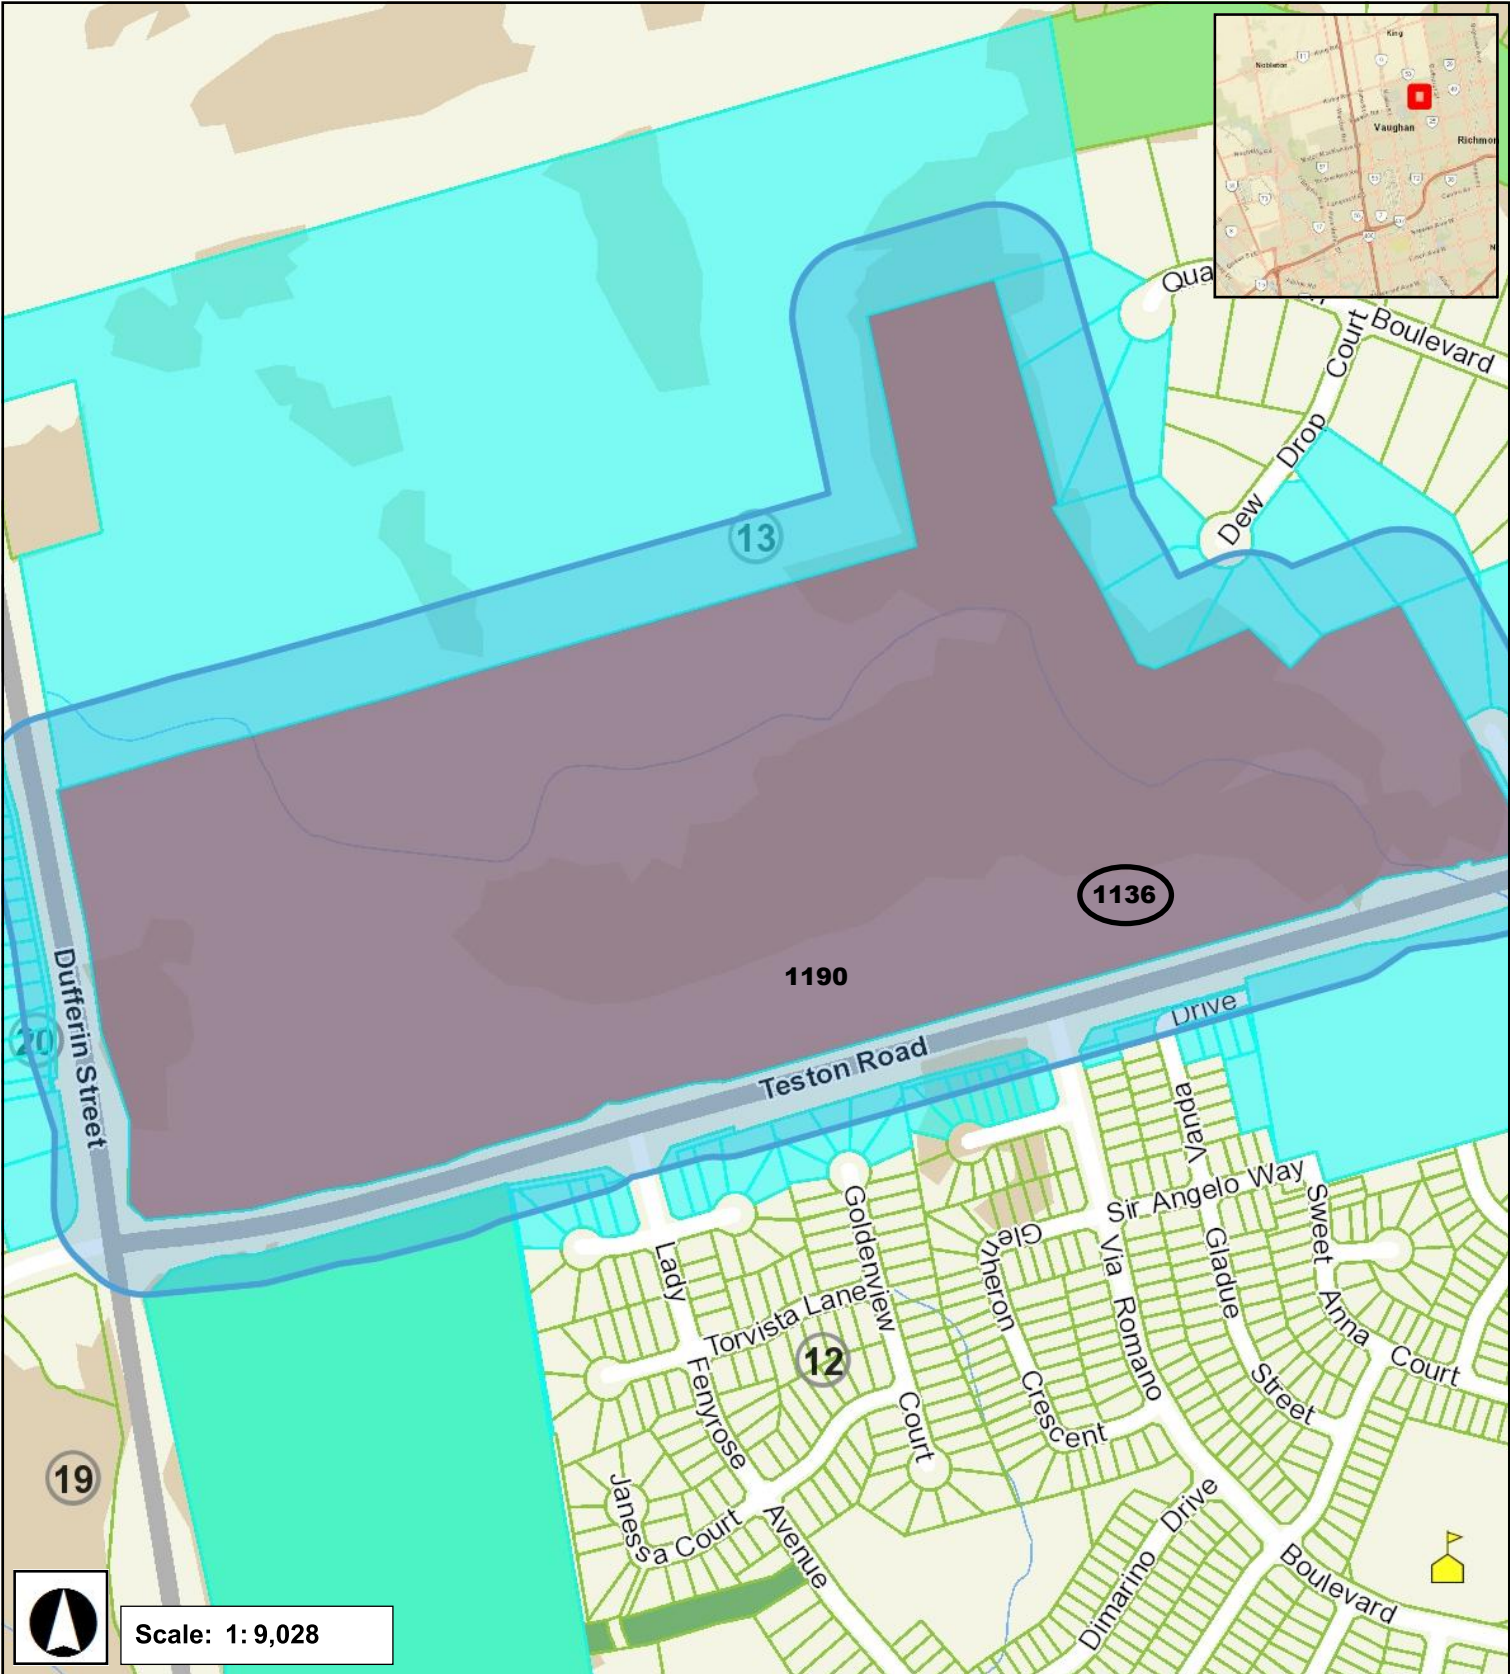 King
Nobleton
Vaughan
Richmon
Qua
Boulevard
Dew Drop Court
13
1136
1190
20
Dufferin Street
Teston Road
Drive
Vanda
Sir Angelo Way
Sweet
Anna
Court
Goldenview
Court
Lady
Fenyrose
Avenue
Torvista Lane
12
Glen
theron
Crescent
Via Romano
Boulevard
Gladue
Street
19
Janessa Court
Dimarino Drive
Scale: 1: 9,028